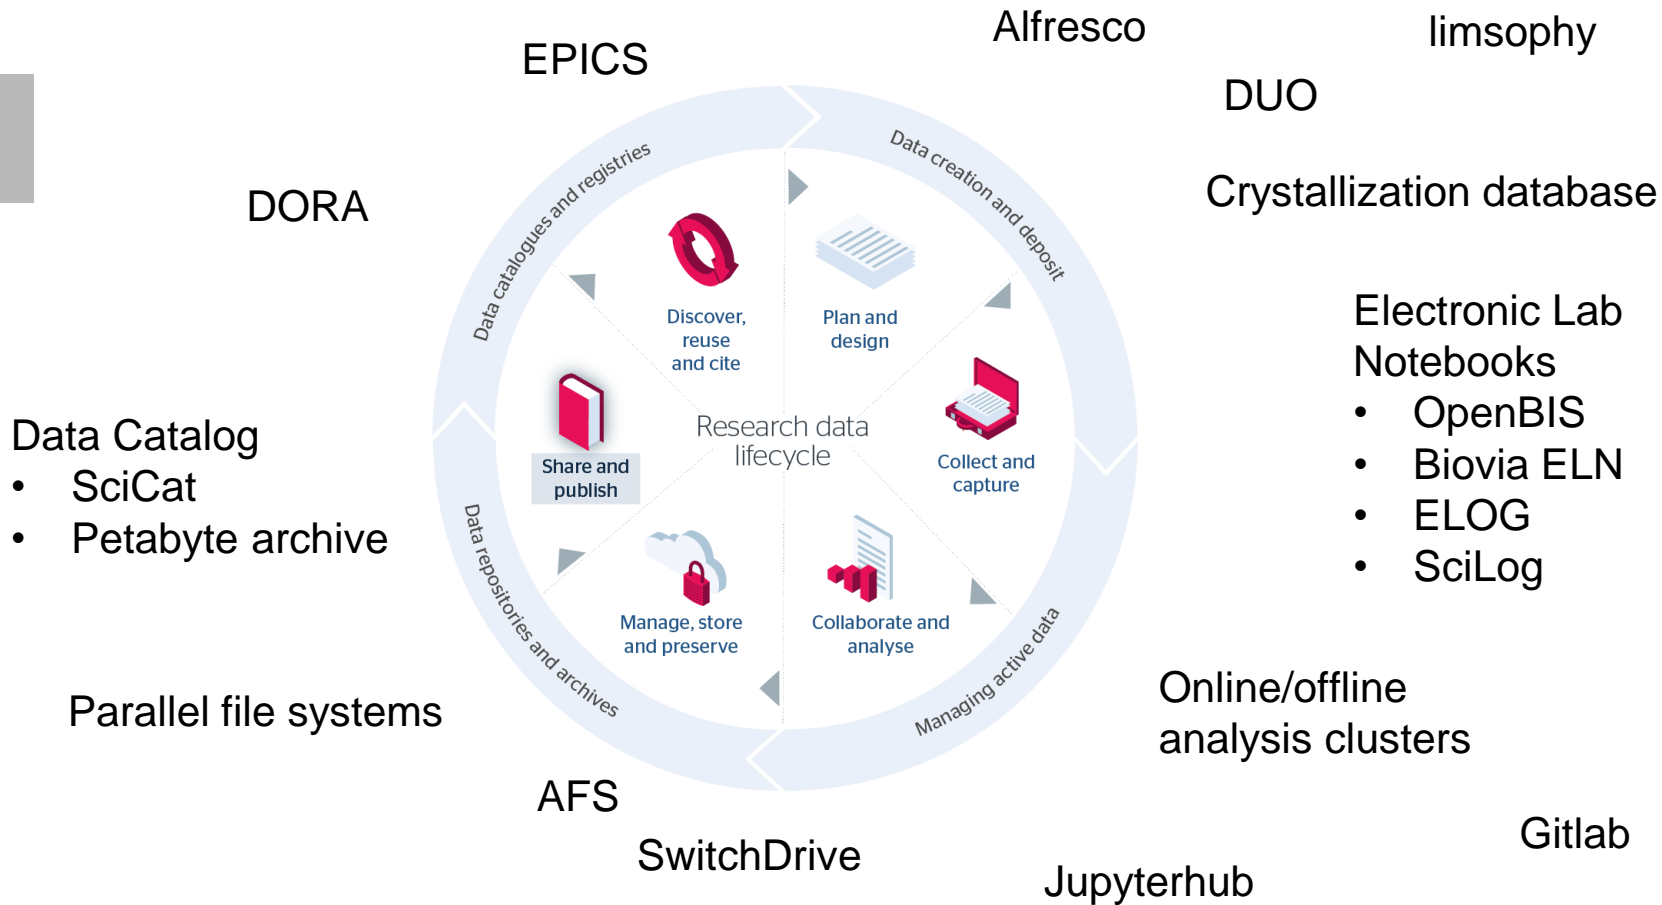 Alfresco
limsophy
EPICS
DUO
Data catalogues and registries
Data creation and deposit
DORA
Crystallization database
Discover,
reuse
and cite
Plan and
design
Electronic Lab
Notebooks
• OpenBIS
• Biovia ELN
• ELOG
• SciLog
Research data
lifecycle
Data Catalog
• SciCat
• Petabyte archive
Share and
publish
Collect and
capture
Data repositories and archives
Manage, store
and preserve
Collaborate and
analyse
Managing active data
Parallel file systems
Online/offline
analysis clusters
AFS
SwitchDrive
Gitlab
Jupyterhub